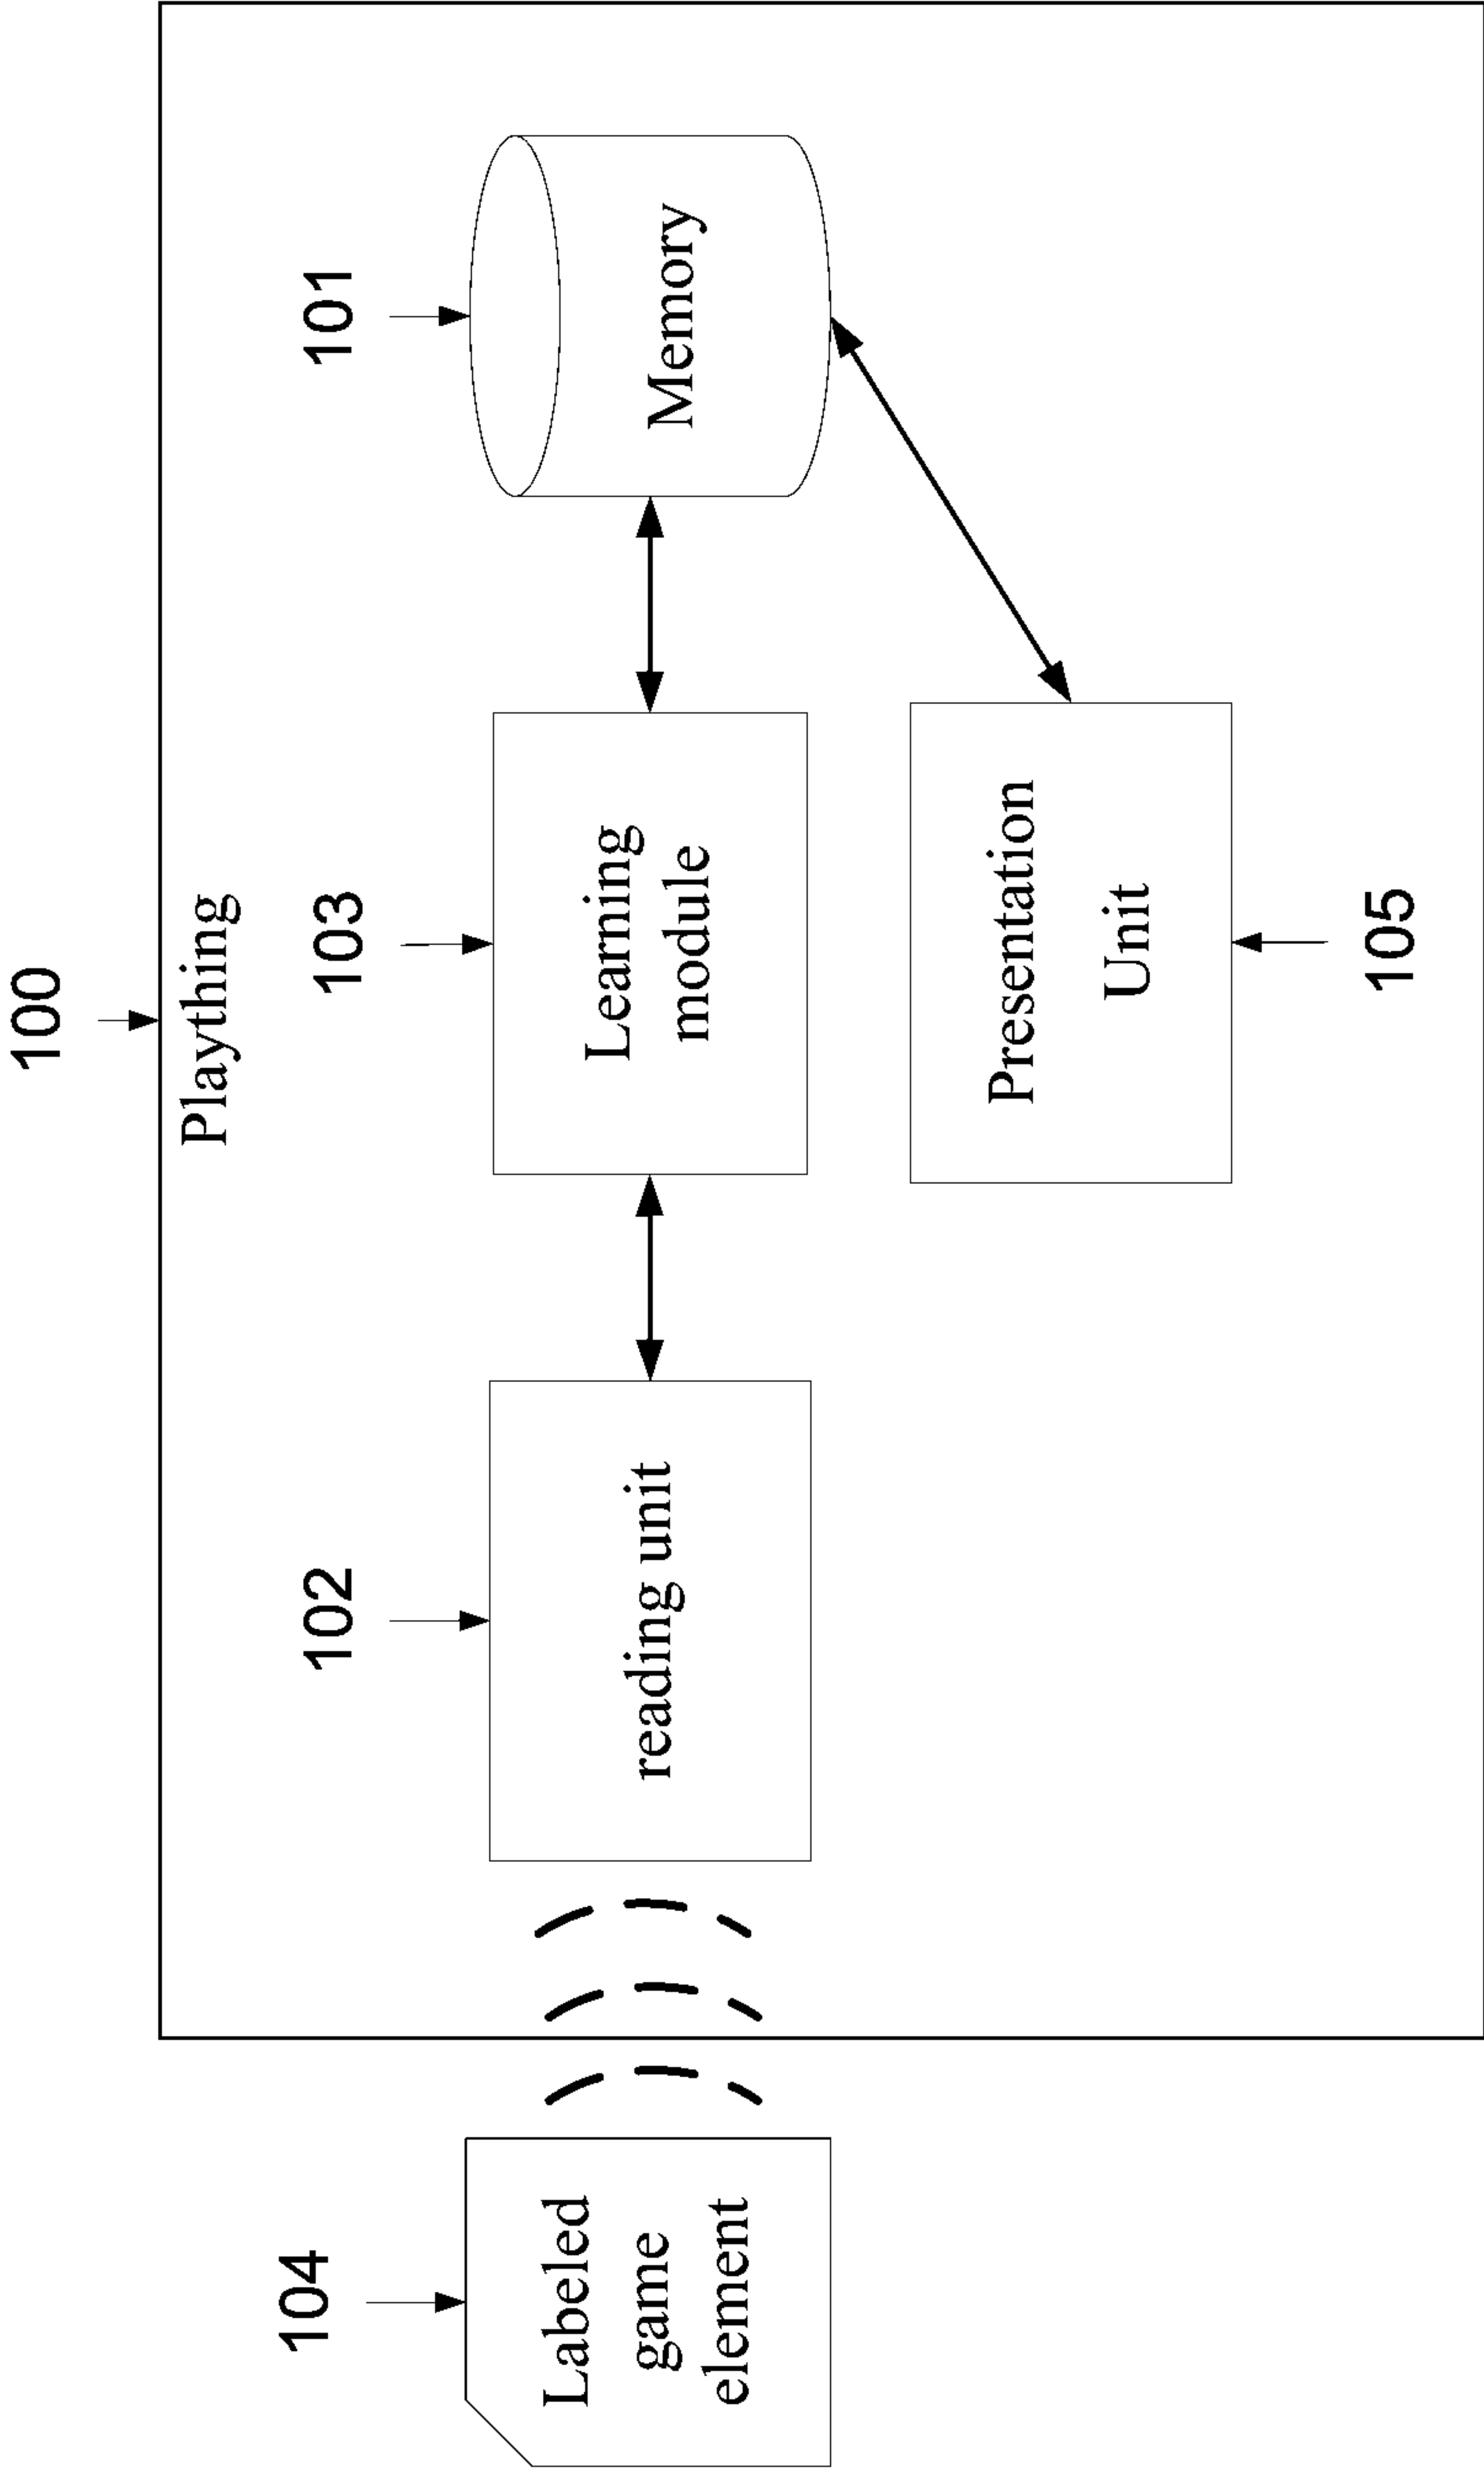 100
Plaything
104
102
103
101
Labeled
game
element
reading unit
Learning
module
Memory
Presentation
Unit
105